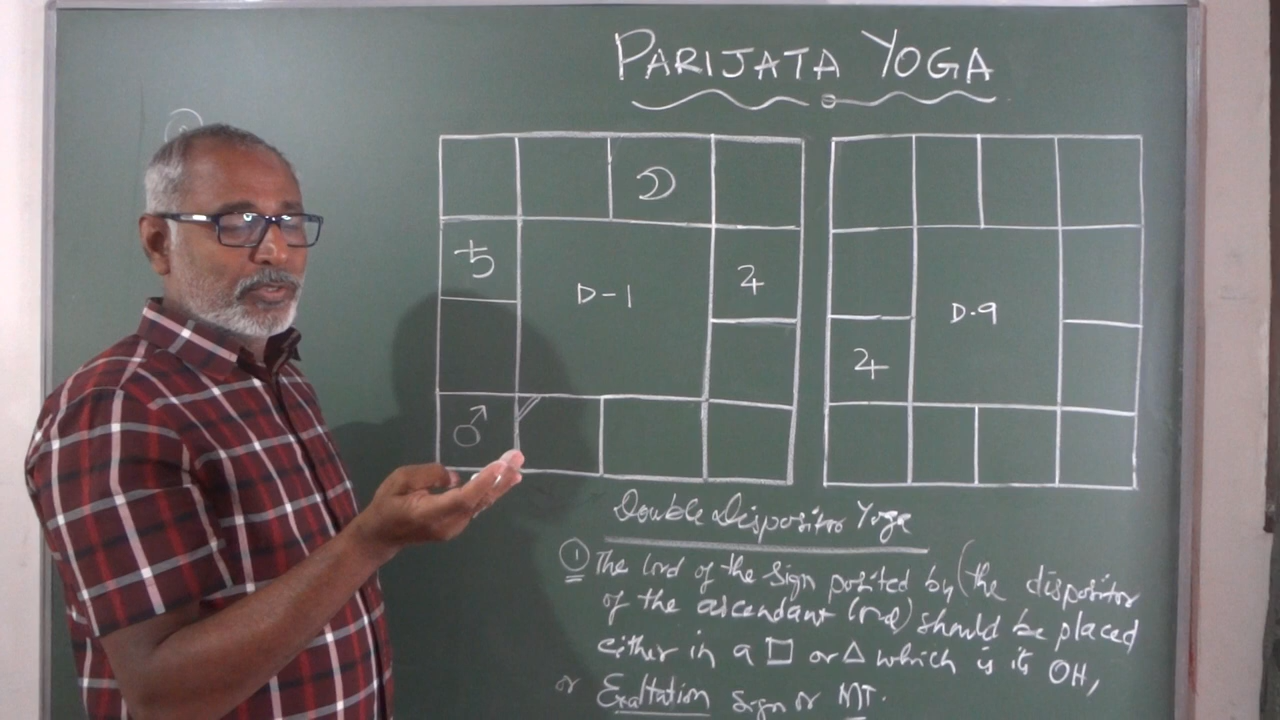 PARIJATA YOGA
☽
♄
♃
D-1
♂
D-9
♃
Double Dispositor Yoga
① The lord of the sign posited by (the dispositor
of the ascendant lord) should be placed
either in a □ or △ which is its OH,
or Exaltation sign or MT.